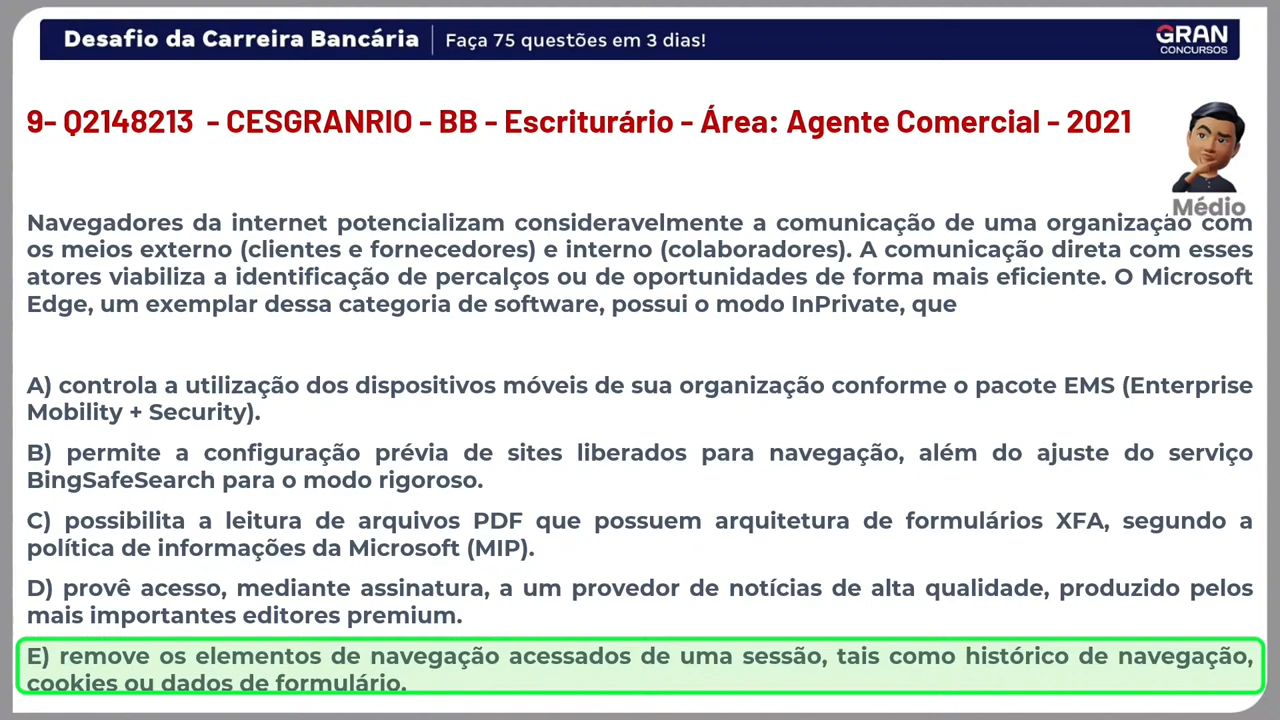 Desafio da Carreira Bancária | Faça 75 questões em 3 dias!
GRAN
CONCURSOS
9- Q2148213 - CESGRANRIO - BB - Escriturário - Área: Agente Comercial - 2021
Médio
Navegadores da internet potencializam consideravelmente a comunicação de uma organização com
os meios externo (clientes e fornecedores) e interno (colaboradores). A comunicação direta com esses
atores viabiliza a identificação de percalços ou de oportunidades de forma mais eficiente. O Microsoft
Edge, um exemplar dessa categoria de software, possui o modo InPrivate, que
A) controla a utilização dos dispositivos móveis de sua organização conforme o pacote EMS (Enterprise
Mobility + Security).
B) permite a configuração prévia de sites liberados para navegação, além do ajuste do serviço
BingSafeSearch para o modo rigoroso.
C) possibilita a leitura de arquivos PDF que possuem arquitetura de formulários XFA, segundo a
política de informações da Microsoft (MIP).
D) provê acesso, mediante assinatura, a um provedor de notícias de alta qualidade, produzido pelos
mais importantes editores premium.
E) remove os elementos de navegação acessados de uma sessão, tais como histórico de navegação,
cookies ou dados de formulário.